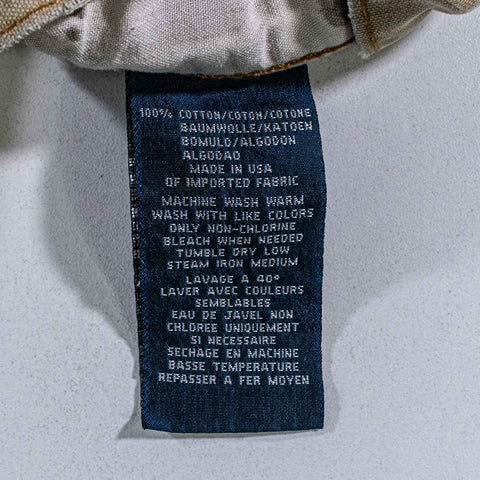 100% COTTON/COTON/COTONE
BAUMWOLLE/KATOEN
BOMULD/ALGODON
ALGODAO
MADE IN USA
OF IMPORTED FABRIC
MACHINE WASH WARM
WASH WITH LIKE COLORS
ONLY NON-CHLORINE
BLEACH WHEN NEEDED
TUMBLE DRY LOW
STEAM IRON MEDIUM
LAVAGE A 40°
LAVER AVEC COULEURS
SEMBLABLES
EAU DE JAVEL NON
CHLOREE UNIQUEMENT
SI NECESSAIRE
SECHAGE EN MACHINE
BASSE TEMPERATURE
REPASSER A FER MOYEN